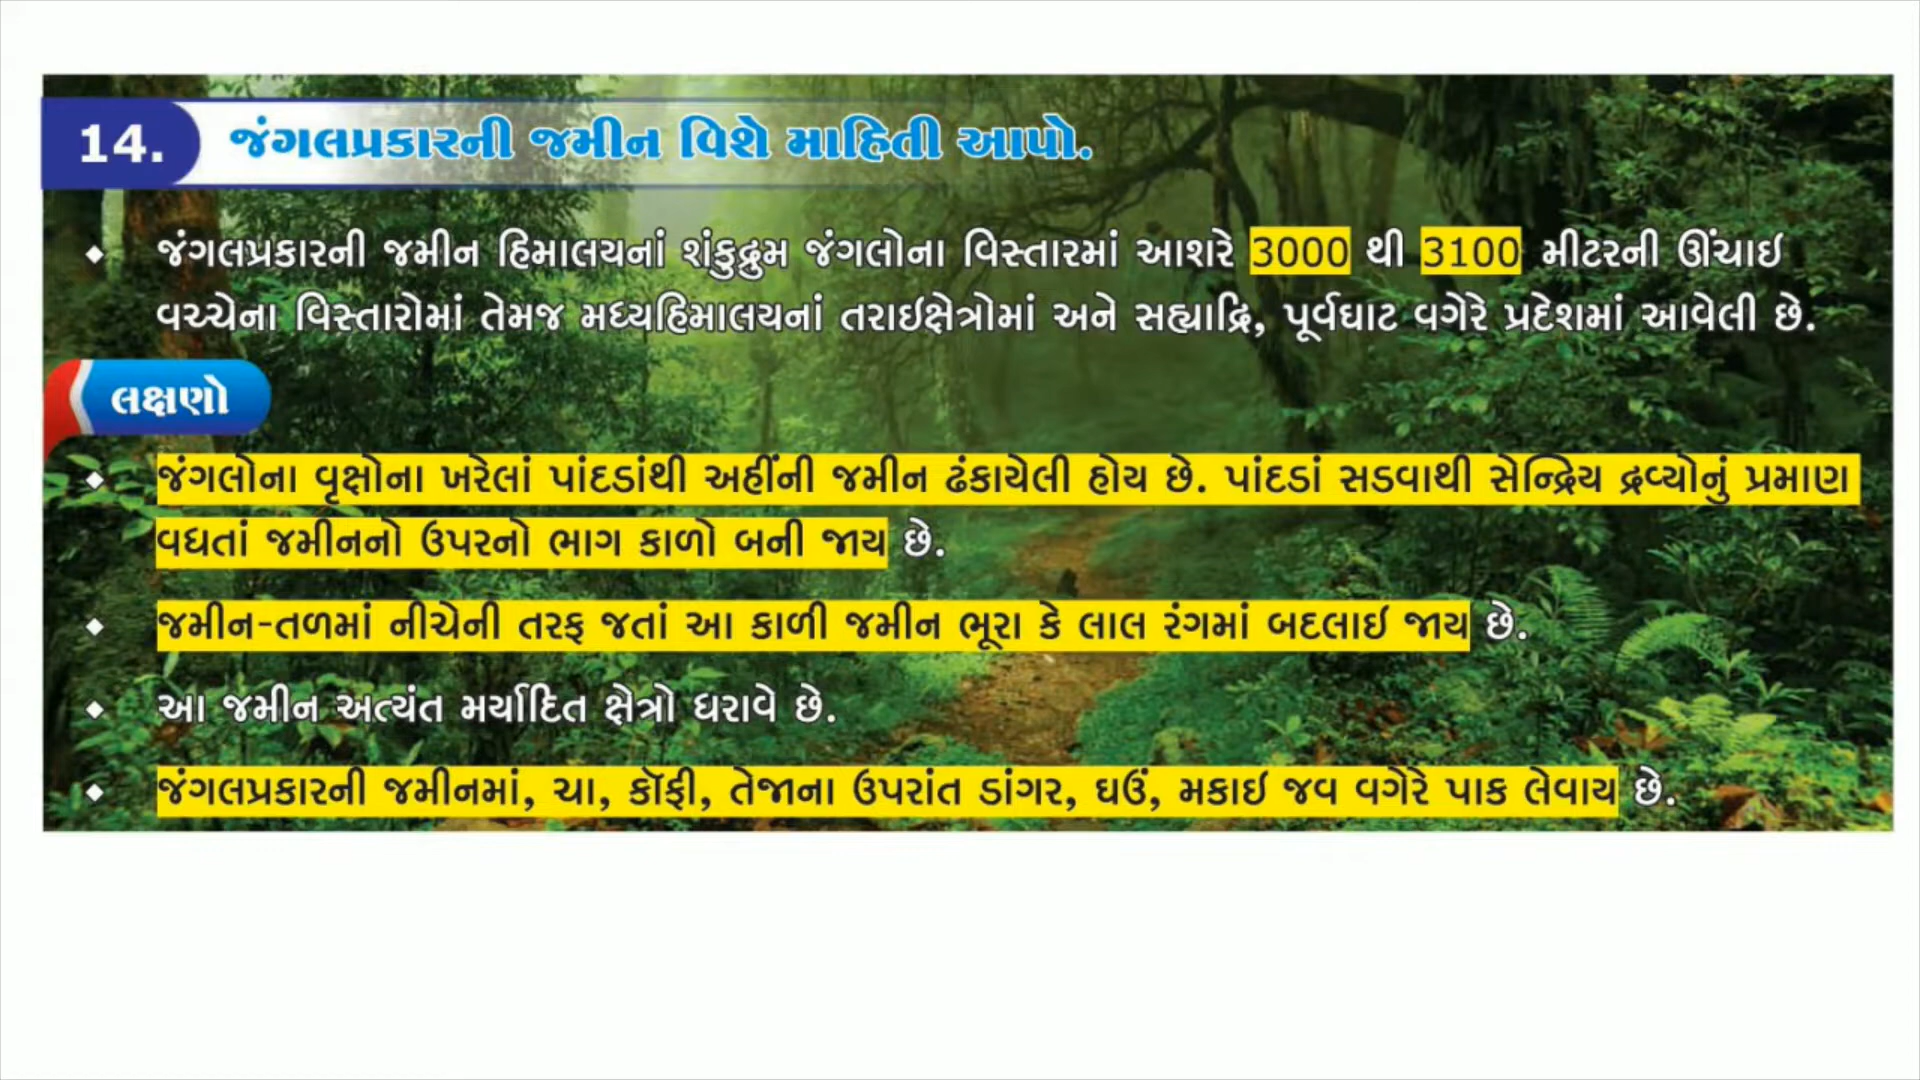 14. જંગલપ્રકારની જમીન વિશે માહિતી આપો.
◆ જંગલપ્રકારની જમીન હિમાલયનાં શંકુદ્રુમ જંગલોના વિસ્તારમાં આશરે 3000 થી 3100 મીટરની ઊંચાઇ
વચ્ચેના વિસ્તારોમાં તેમજ મધ્યહિમાલયનાં તરાઇક્ષેત્રોમાં અને સહ્યાદ્રિ, પૂર્વઘાટ વગેરે પ્રદેશમાં આવેલી છે.
લક્ષણો
◆ જંગલોના વૃક્ષોના ખરેલાં પાંદડાંથી અહીંની જમીન ઢંકાયેલી હોય છે. પાંદડાં સડવાથી સેન્દ્રિય દ્રવ્યોનું પ્રમાણ
વધતાં જમીનનો ઉપરનો ભાગ કાળો બની જાય છે.
◆ જમીન-તળમાં નીચેની તરફ જતાં આ કાળી જમીન ભૂરા કે લાલ રંગમાં બદલાઇ જાય છે.
◆ આ જમીન અત્યંત મર્યાદિત ક્ષેત્રો ધરાવે છે.
◆ જંગલપ્રકારની જમીનમાં, ચા, કૉફી, તેજાના ઉપરાંત ડાંગર, ઘઉં, મકાઇ જવ વગેરે પાક લેવાય છે.